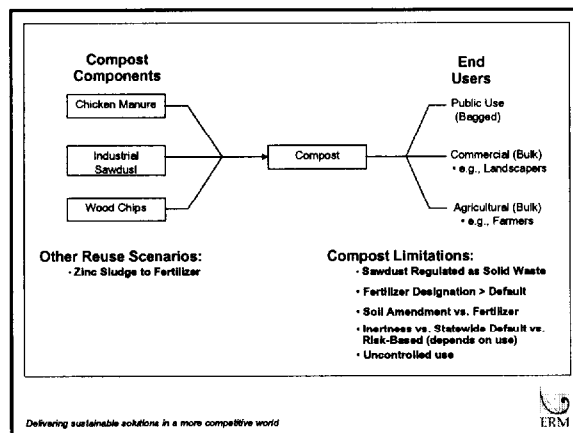 Compost
Components
Chicken Manure
Industrial
Sawdust
Wood Chips
Compost
End
Users
Public Use
(Bagged)
Commercial (Bulk)
• e.g., Landscapers
Agricultural (Bulk)
• e.g., Farmers
Other Reuse Scenarios:
• Zinc Sludge to Fertilizer
Compost Limitations:
• Sawdust Regulated as Solid Waste
• Fertilizer Designation > Default
• Soil Amendment vs. Fertilizer
• Inertness vs. Statewide Default vs.
Risk-Based (depends on use)
• Uncontrolled use
Delivering sustainable solutions in a more competitive world
ERM